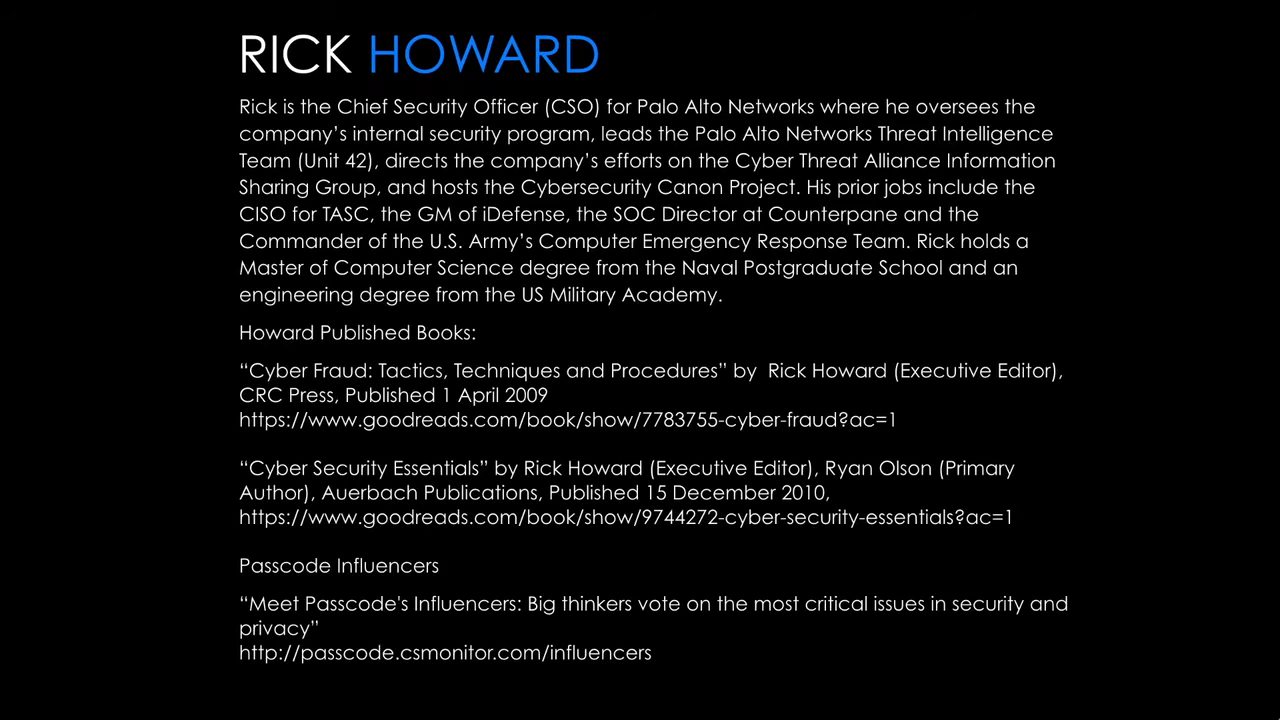 RICK HOWARD
Rick is the Chief Security Officer (CSO) for Palo Alto Networks where he oversees the
company’s internal security program, leads the Palo Alto Networks Threat Intelligence
Team (Unit 42), directs the company’s efforts on the Cyber Threat Alliance Information
Sharing Group, and hosts the Cybersecurity Canon Project. His prior jobs include the
CISO for TASC, the GM of iDefense, the SOC Director at Counterpane and the
Commander of the U.S. Army’s Computer Emergency Response Team. Rick holds a
Master of Computer Science degree from the Naval Postgraduate School and an
engineering degree from the US Military Academy.
Howard Published Books:
“Cyber Fraud: Tactics, Techniques and Procedures” by  Rick Howard (Executive Editor),
CRC Press, Published 1 April 2009
https://www.goodreads.com/book/show/7783755-cyber-fraud?ac=1
“Cyber Security Essentials” by Rick Howard (Executive Editor), Ryan Olson (Primary
Author), Auerbach Publications, Published 15 December 2010,
https://www.goodreads.com/book/show/9744272-cyber-security-essentials?ac=1
Passcode Influencers
“Meet Passcode's Influencers: Big thinkers vote on the most critical issues in security and
privacy”
http://passcode.csmonitor.com/influencers